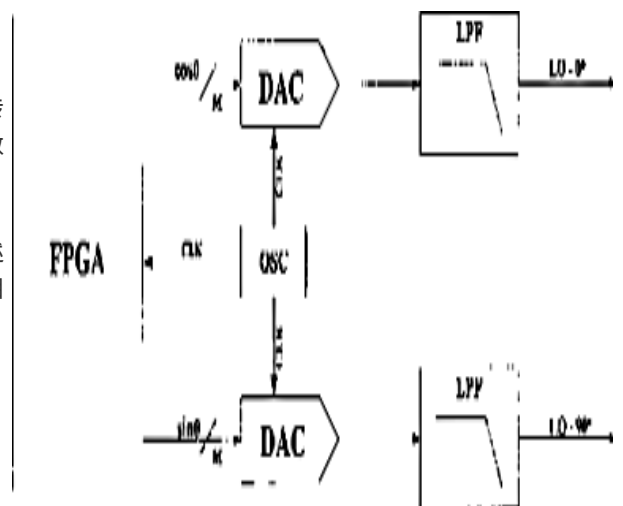 LPF
cosθ
M
DAC
LO - 0°
CLK
FPGA
CLK
OSC
CLK
LPF
sinθ
M
DAC
LO - 90°